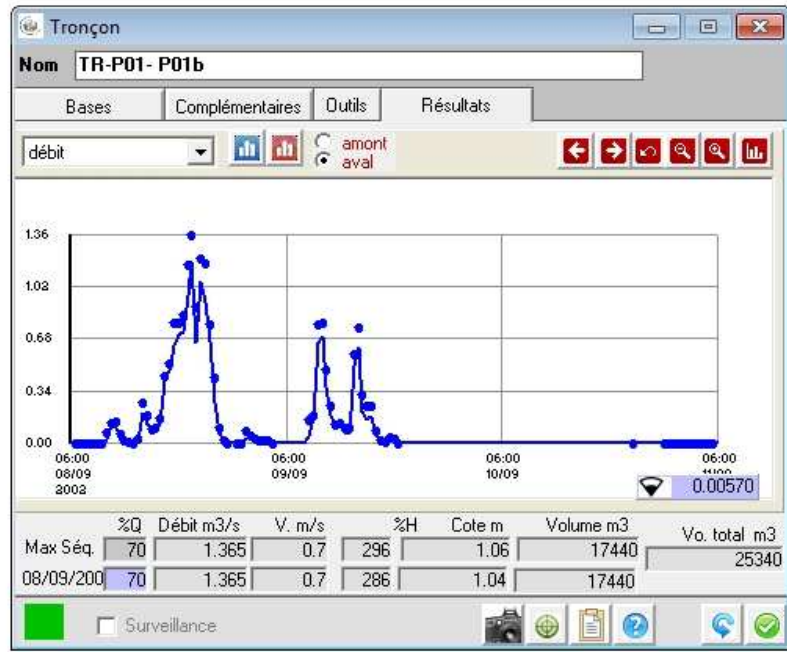 Tronçon
Nom TR-P01- P01b
Bases Complémentaires Outils Résultats
débit amont
aval
1.36
1.02
0.68
0.34
0.00
06:00 06:00 06:00 06:00
08/09 09/09 10/09
2002
0.00570
%Q Débit m3/s V. m/s %H Cote m Volume m3 Vo. total m3
Max Séq. 70 1.365 0.7 296 1.06 17440 25340
08/09/200 70 1.365 0.7 286 1.04 17440
Surveillance